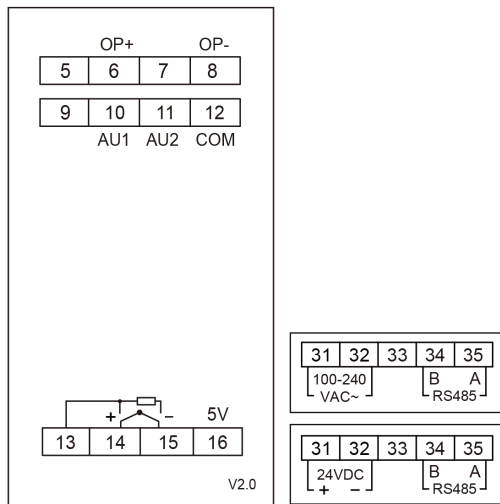 OP+ OP-
5 6 7 8
9 10 11 12
AU1 AU2 COM
+ − 5V
13 14 15 16
V2.0
31 32 33 34 35
100-240 B A
VAC~ RS485
31 32 33 34 35
24VDC B A
+ − RS485